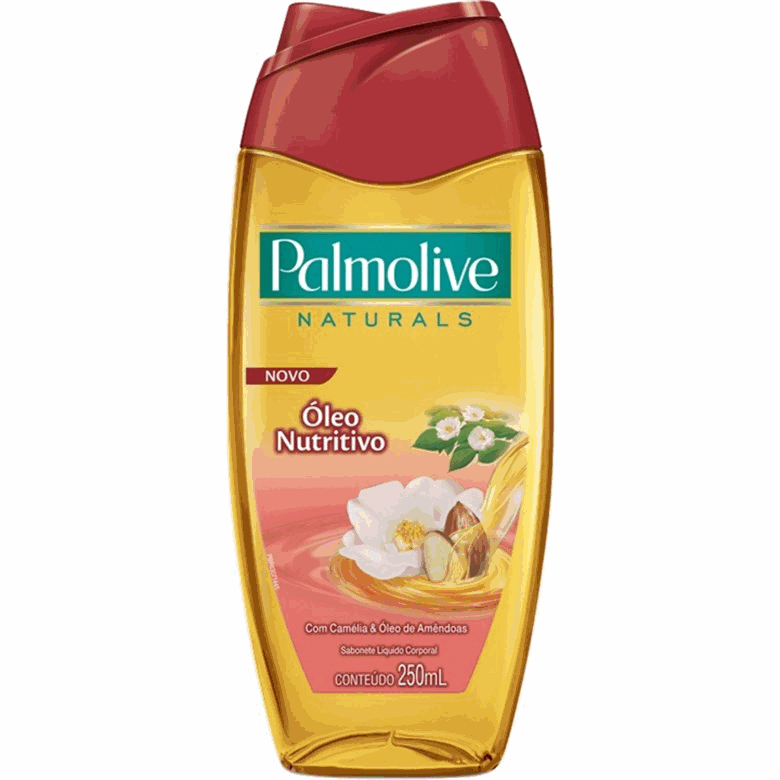 Palmolive
NATURALS
NOVO
Óleo
Nutritivo
Com Camélia & Óleo de Amêndoas
Sabonete Líquido Corporal
CONTEÚDO 250mL